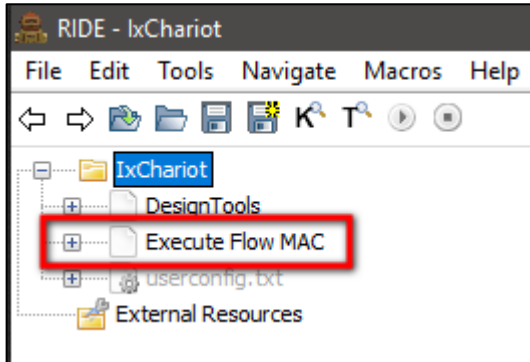 RIDE - IxChariot
File Edit Tools Navigate Macros Help
IxChariot
DesignTools
Execute Flow MAC
userconfig.txt
External Resources